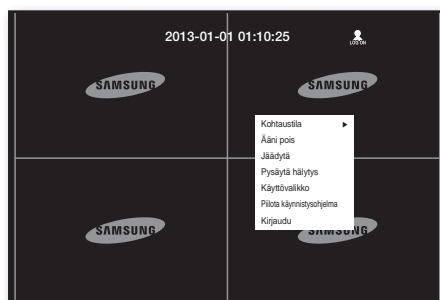 2013-01-01 01:10:25
LOG ON
SAMSUNG
SAMSUNG
Kohtaustila
Ääni pois
Jäädytä
Pysäytä hälytys
Käyttövalikko
Piilota käynnistysohjelma
Kirjaudu
SAMSUNG
SAMSUNG